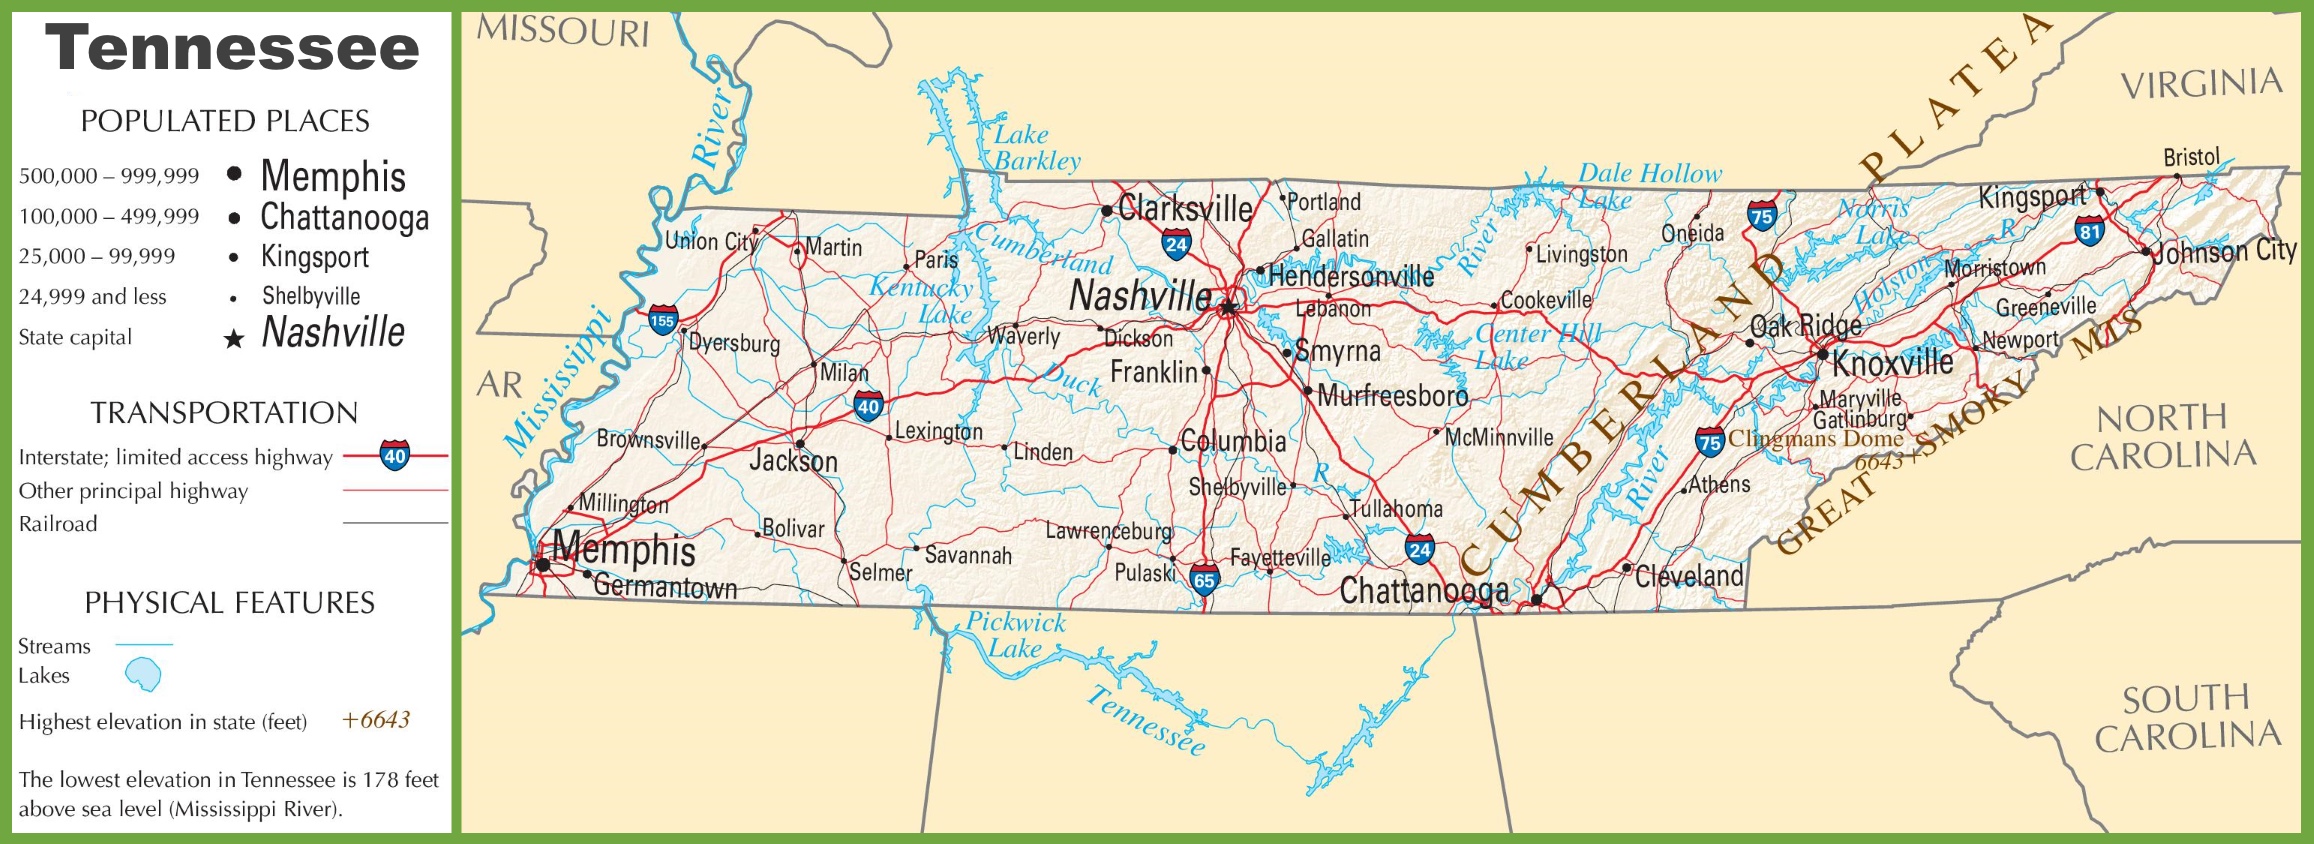 Tennessee
POPULATED PLACES
500,000 – 999,999 Memphis
100,000 – 499,999 Chattanooga
25,000 – 99,999 Kingsport
24,999 and less Shelbyville
State capital Nashville
TRANSPORTATION
Interstate; limited access highway 40
Other principal highway
Railroad
PHYSICAL FEATURES
Streams
Lakes
Highest elevation in state (feet) +6643
The lowest elevation in Tennessee is 178 feet
above sea level (Mississippi River).
MISSOURI
AR
VIRGINIA
NORTH
CAROLINA
SOUTH
CAROLINA
Mississippi
River
Lake
Barkley
Cumberland
Kentucky
Lake
Duck
R
Pickwick
Lake
Tennessee
River
Dale Hollow
Lake
River
Center Hill
Lake
Norris
Lake
Holston
R
CUMBERLAND
PLATEA
GREAT
SMOKY
MTS
Clingmans Dome
6643+
Union City
Martin
Paris
Clarksville
24
Portland
Gallatin
Hendersonville
Nashville
Lebanon
Livingston
Cookeville
Oneida
75
Kingsport
Bristol
81
Johnson City
Morristown
Greeneville
Newport
155
Dyersburg
Milan
40
Waverly
Dickson
Franklin
Smyrna
Murfreesboro
Oak Ridge
Knoxville
Maryville
Gatlinburg
75
Brownsville
Jackson
Lexington
Linden
Columbia
McMinnville
Shelbyville
Tullahoma
Athens
Millington
Memphis
Germantown
Bolivar
Selmer
Savannah
Lawrenceburg
Pulaski
65
Fayetteville
24
Chattanooga
Cleveland